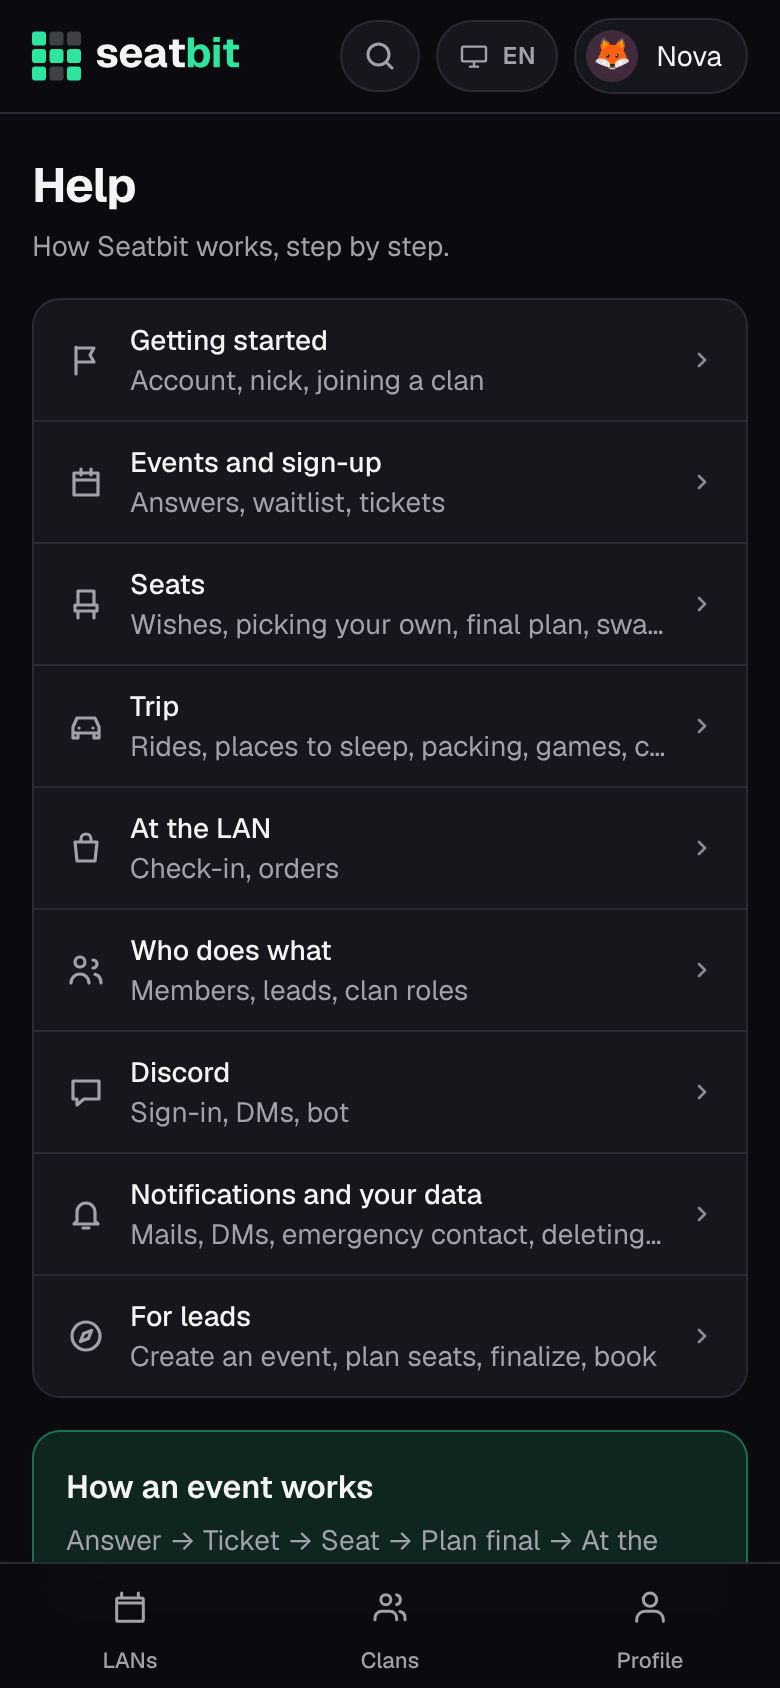 seatbit
EN
Nova
Help
How Seatbit works, step by step.
Getting started
Account, nick, joining a clan
Events and sign-up
Answers, waitlist, tickets
Seats
Wishes, picking your own, final plan, swa...
Trip
Rides, places to sleep, packing, games, c...
At the LAN
Check-in, orders
Who does what
Members, leads, clan roles
Discord
Sign-in, DMs, bot
Notifications and your data
Mails, DMs, emergency contact, deleting...
For leads
Create an event, plan seats, finalize, book
How an event works
Answer → Ticket → Seat → Plan final → At the
LANs
Clans
Profile